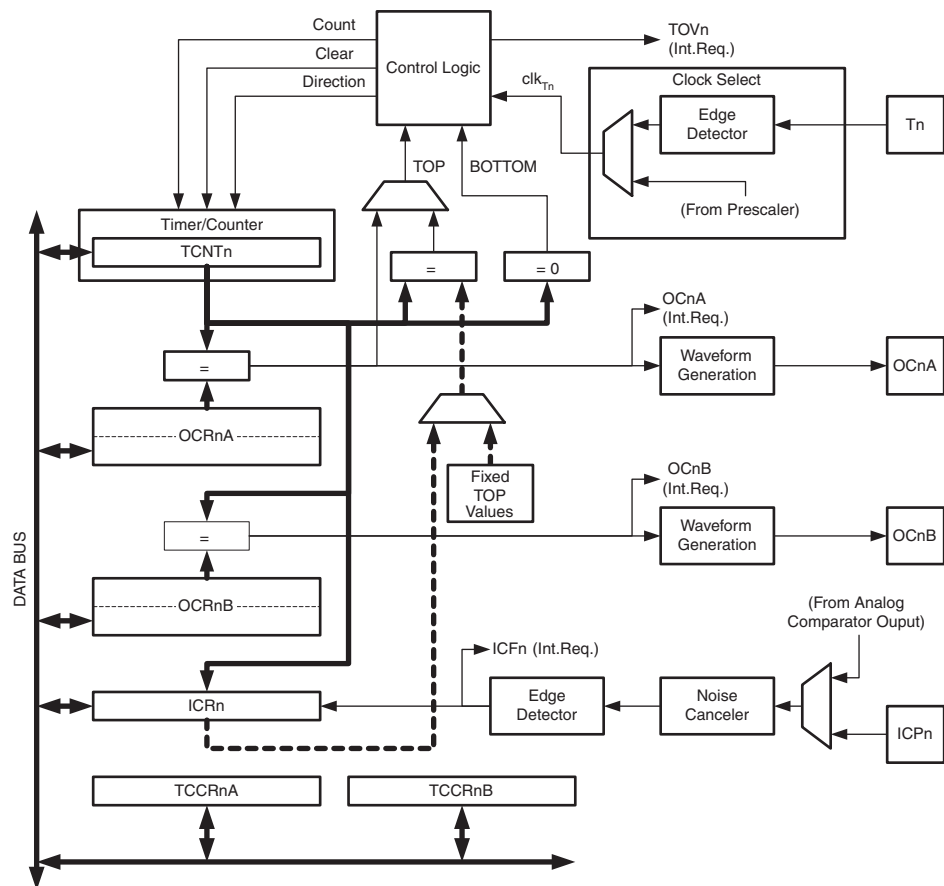 Count
TOVn
(Int.Req.)
Clear
Control Logic
Direction
clkTn
Clock Select
Edge
Detector
Tn
TOP
BOTTOM
(From Prescaler)
Timer/Counter
TCNTn
=
= 0
OCnA
(Int.Req.)
=
Waveform
Generation
OCnA
OCRnA
Fixed
TOP
Values
OCnB
(Int.Req.)
=
Waveform
Generation
OCnB
DATA BUS
OCRnB
(From Analog
Comparator Ouput)
ICFn (Int.Req.)
ICRn
Edge
Detector
Noise
Canceler
ICPn
TCCRnA
TCCRnB